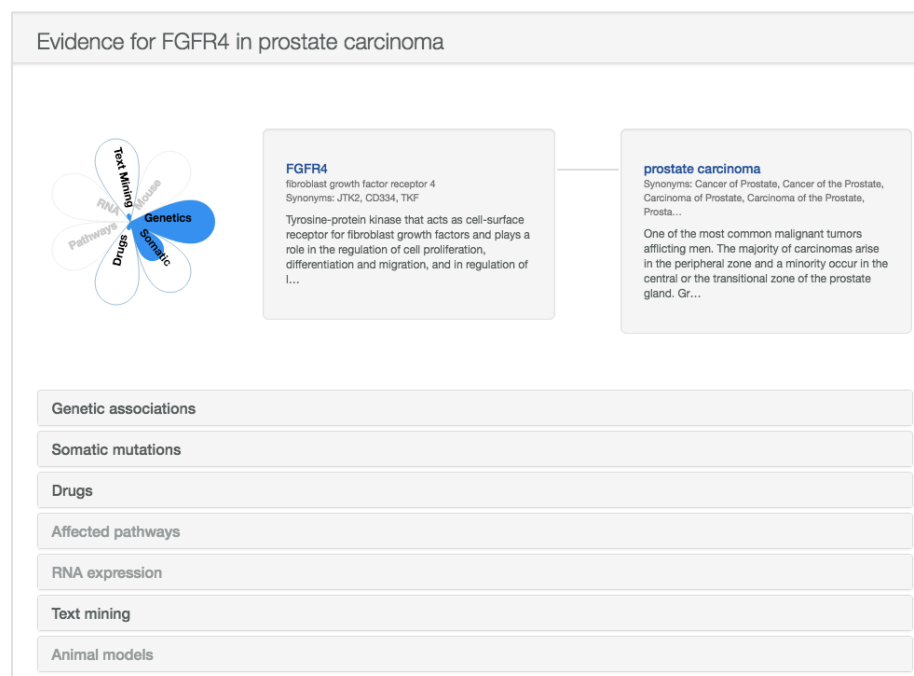 Evidence for FGFR4 in prostate carcinoma
Text Mining
Mouse
RNA
Genetics
Pathways
Somatic
Drugs
FGFR4
fibroblast growth factor receptor 4
Synonyms: JTK2, CD334, TKF
Tyrosine-protein kinase that acts as cell-surface
receptor for fibroblast growth factors and plays a
role in the regulation of cell proliferation,
differentiation and migration, and in regulation of
l...
prostate carcinoma
Synonyms: Cancer of Prostate, Cancer of the Prostate,
Carcinoma of Prostate, Carcinoma of the Prostate,
Prosta...
One of the most common malignant tumors
afflicting men. The majority of carcinomas arise
in the peripheral zone and a minority occur in the
central or the transitional zone of the prostate
gland. Gr...
Genetic associations
Somatic mutations
Drugs
Affected pathways
RNA expression
Text mining
Animal models